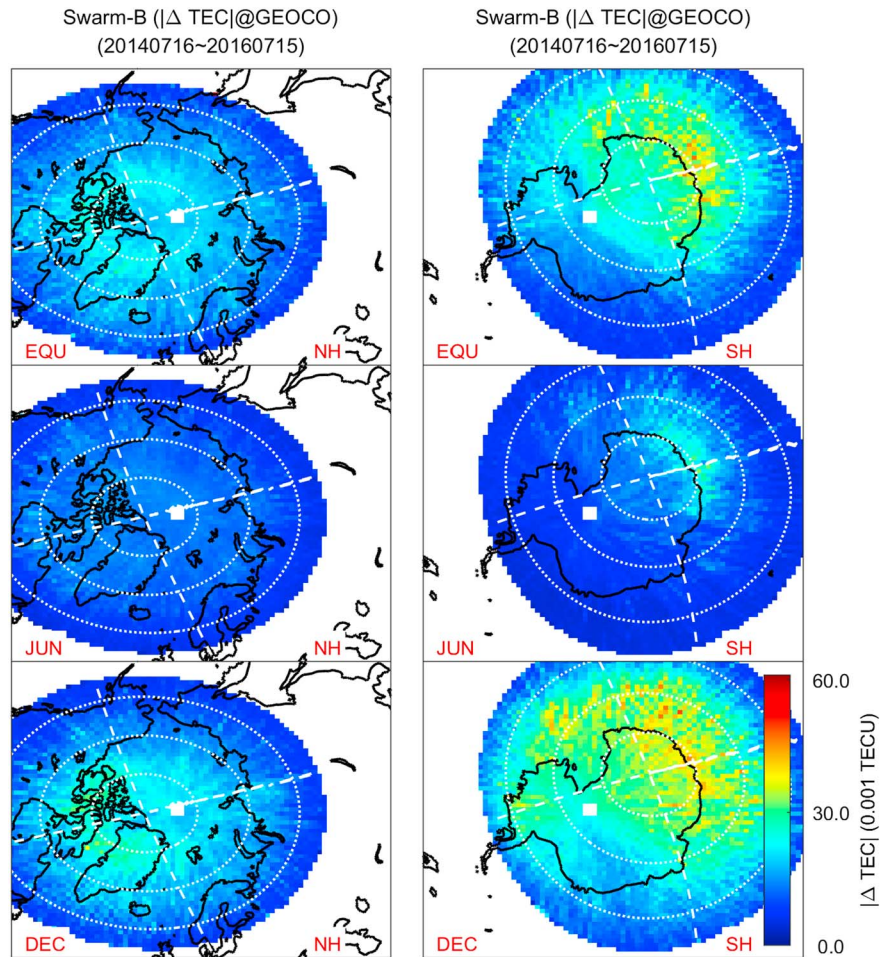 Swarm-B (|Δ TEC|@GEOCO)
(20140716~20160715)
Swarm-B (|Δ TEC|@GEOCO)
(20140716~20160715)
EQU
NH
EQU
SH
JUN
NH
JUN
SH
DEC
NH
DEC
SH
60.0
30.0
0.0
|Δ TEC| (0.001 TECU)